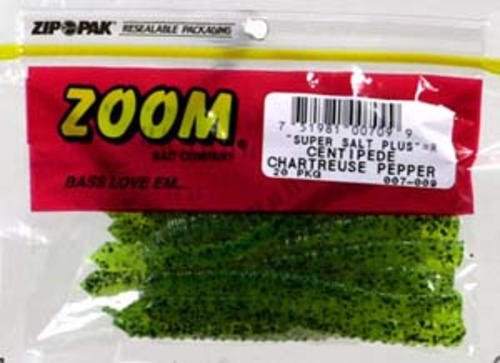 ZIP PAK® RESEALABLE PACKAGING
ZOOM®
BAIT COMPANY
BASS LOVE EM...
7 51981 00709 9
"SUPER SALT PLUS"®
CENTIPEDE
CHARTREUSE PEPPER
20 PKG 007-009